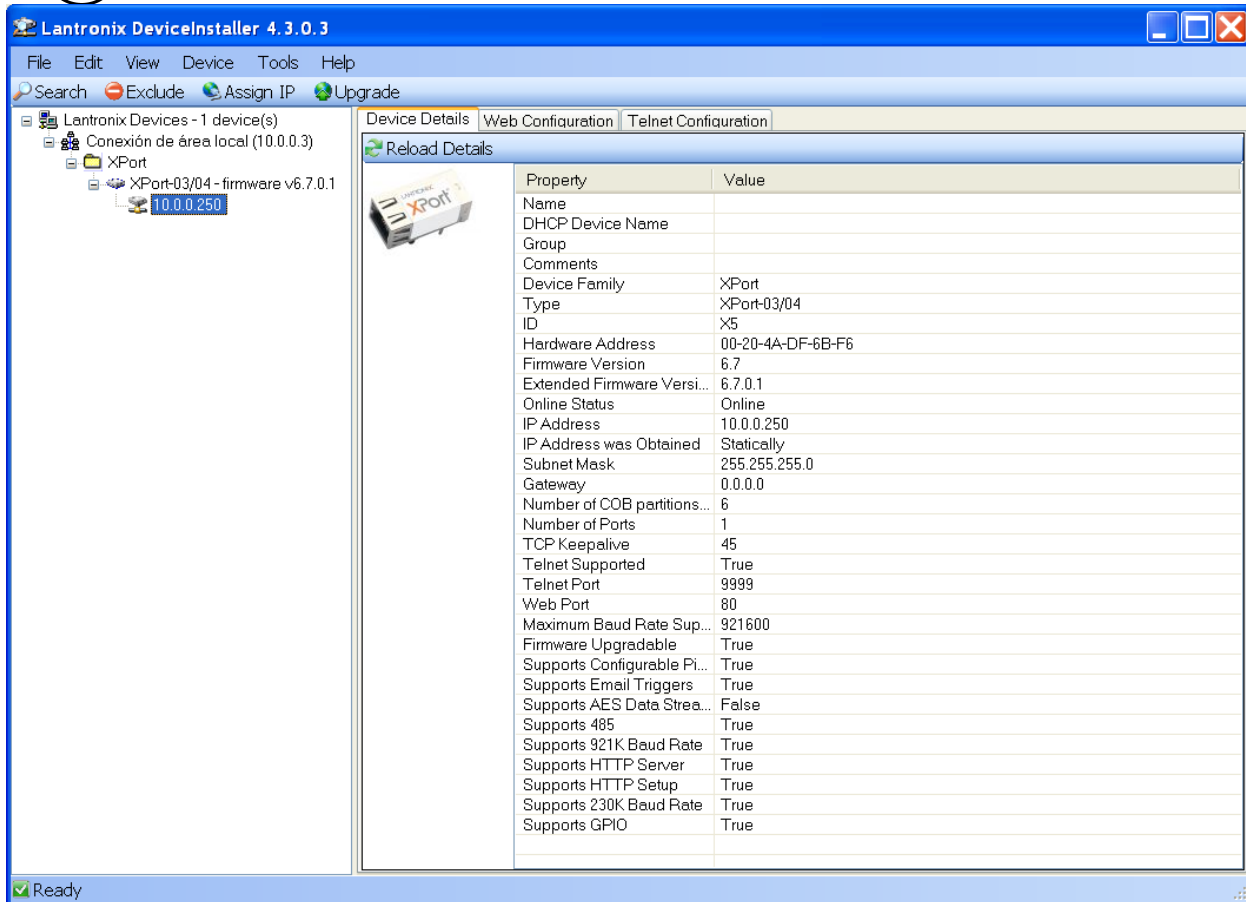 Lantronix DeviceInstaller 4.3.0.3
File Edit View Device Tools Help
Search Exclude Assign IP Upgrade
Lantronix Devices - 1 device(s)
Conexión de área local (10.0.0.3)
XPort
XPort-03/04 - firmware v6.7.0.1
10.0.0.250
Device Details Web Configuration Telnet Configuration
Reload Details
LANTRONIX
XPort
Property Value
Name
DHCP Device Name
Group
Comments
Device Family XPort
Type XPort-03/04
ID X5
Hardware Address 00-20-4A-DF-6B-F6
Firmware Version 6.7
Extended Firmware Versi... 6.7.0.1
Online Status Online
IP Address 10.0.0.250
IP Address was Obtained Statically
Subnet Mask 255.255.255.0
Gateway 0.0.0.0
Number of COB partitions... 6
Number of Ports 1
TCP Keepalive 45
Telnet Supported True
Telnet Port 9999
Web Port 80
Maximum Baud Rate Sup... 921600
Firmware Upgradable True
Supports Configurable Pi... True
Supports Email Triggers True
Supports AES Data Strea... False
Supports 485 True
Supports 921K Baud Rate True
Supports HTTP Server True
Supports HTTP Setup True
Supports 230K Baud Rate True
Supports GPIO True
Ready